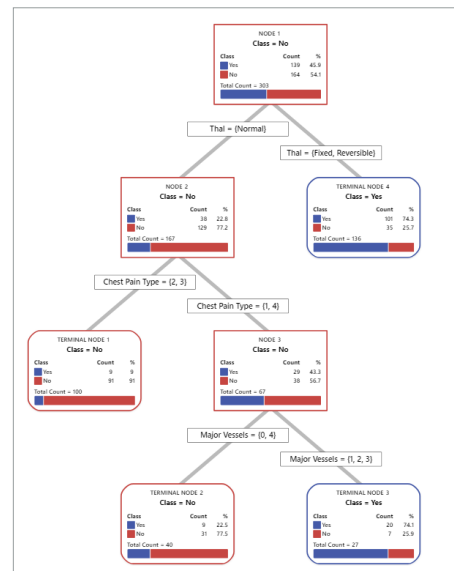 NODE 1
Class = No
Class Count %
Yes 139 45.9
No 164 54.1
Total Count = 303
Thal = {Normal}
Thal = {Fixed, Reversible}
NODE 2
Class = No
Class Count %
Yes 38 22.8
No 129 77.2
Total Count = 167
TERMINAL NODE 4
Class = Yes
Class Count %
Yes 101 74.3
No 35 25.7
Total Count = 136
Chest Pain Type = {2, 3}
Chest Pain Type = {1, 4}
TERMINAL NODE 1
Class = No
Class Count %
Yes 9 9
No 91 91
Total Count = 100
NODE 3
Class = No
Class Count %
Yes 29 43.3
No 38 56.7
Total Count = 67
Major Vessels = {0, 4}
Major Vessels = {1, 2, 3}
TERMINAL NODE 2
Class = No
Class Count %
Yes 9 22.5
No 31 77.5
Total Count = 40
TERMINAL NODE 3
Class = Yes
Class Count %
Yes 20 74.1
No 7 25.9
Total Count = 27